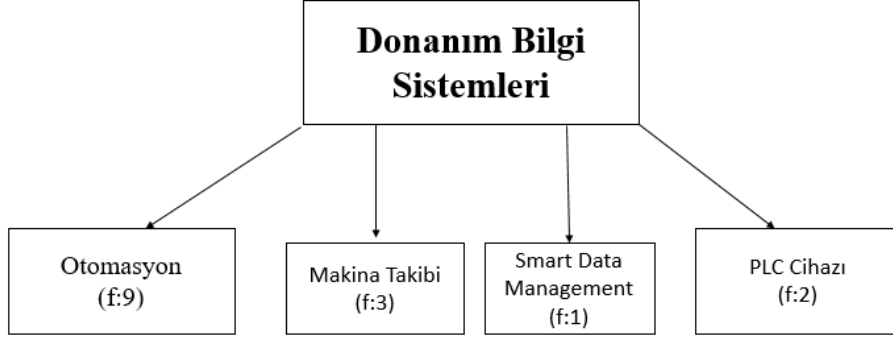 Donanım Bilgi
Sistemleri
Otomasyon
(f:9)
Makina Takibi
(f:3)
Smart Data
Management
(f:1)
PLC Cihazı
(f:2)